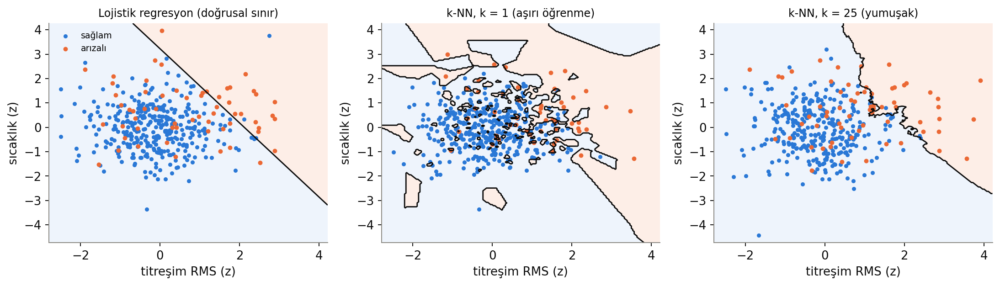 Lojistik regresyon (doğrusal sınır)
sağlam
arızalı
4
3
2
1
0
−1
−2
−3
−4
sıcaklık (z)
−2 0 2 4
titreşim RMS (z)
k-NN, k = 1 (aşırı öğrenme)
4
3
2
1
0
−1
−2
−3
−4
sıcaklık (z)
−2 0 2 4
titreşim RMS (z)
k-NN, k = 25 (yumuşak)
4
3
2
1
0
−1
−2
−3
−4
sıcaklık (z)
−2 0 2 4
titreşim RMS (z)